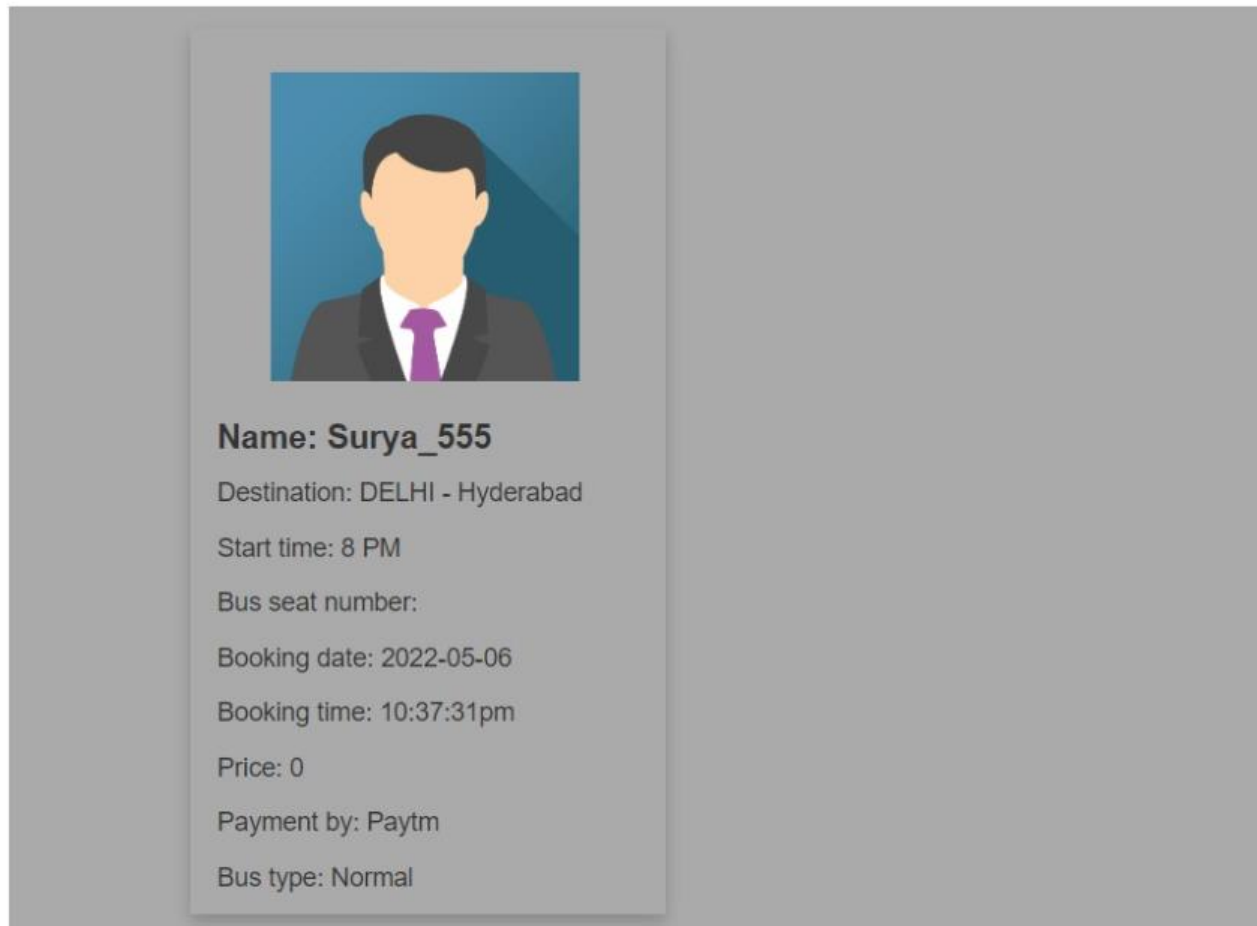 Name: Surya_555
Destination: DELHI - Hyderabad
Start time: 8 PM
Bus seat number:
Booking date: 2022-05-06
Booking time: 10:37:31pm
Price: 0
Payment by: Paytm
Bus type: Normal